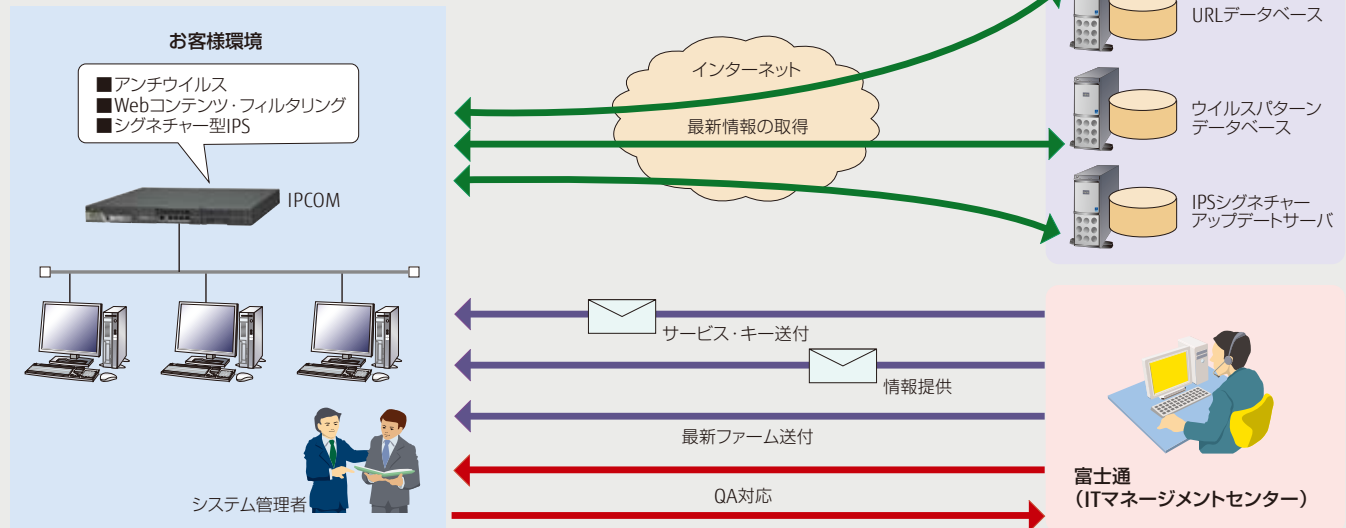 お客様環境
■アンチウイルス
■Webコンテンツ・フィルタリング
■シグネチャー型IPS
IPCOM
システム管理者
インターネット
最新情報の取得
URLデータベース
ウイルスパターン
データベース
IPSシグネチャー
アップデートサーバ
サービス・キー送付
情報提供
最新ファーム送付
QA対応
富士通
（ITマネージメントセンター）